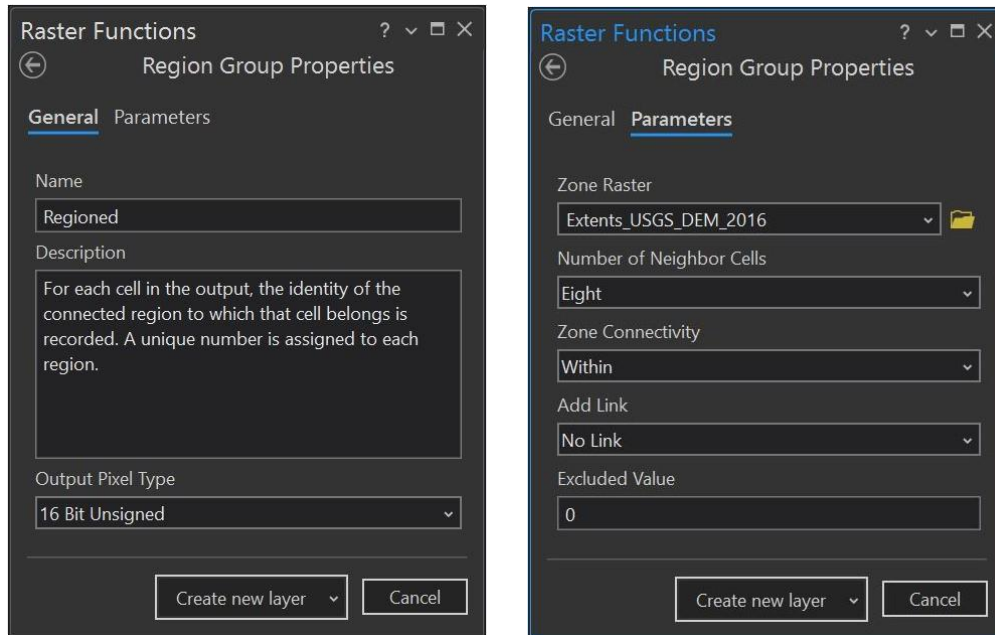 Raster Functions
?
Region Group Properties
General Parameters
Name
Regioned
Description
For each cell in the output, the identity of the
connected region to which that cell belongs is
recorded. A unique number is assigned to each
region.
Output Pixel Type
16 Bit Unsigned
Create new layer
Cancel
Raster Functions
?
Region Group Properties
General Parameters
Zone Raster
Extents_USGS_DEM_2016
Number of Neighbor Cells
Eight
Zone Connectivity
Within
Add Link
No Link
Excluded Value
0
Create new layer
Cancel